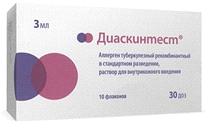 3 мл
Диаскинтест®
Аллерген туберкулезный рекомбинантный
в стандартном разведении,
раствор для внутрикожного введения
10 флаконов
30 доз